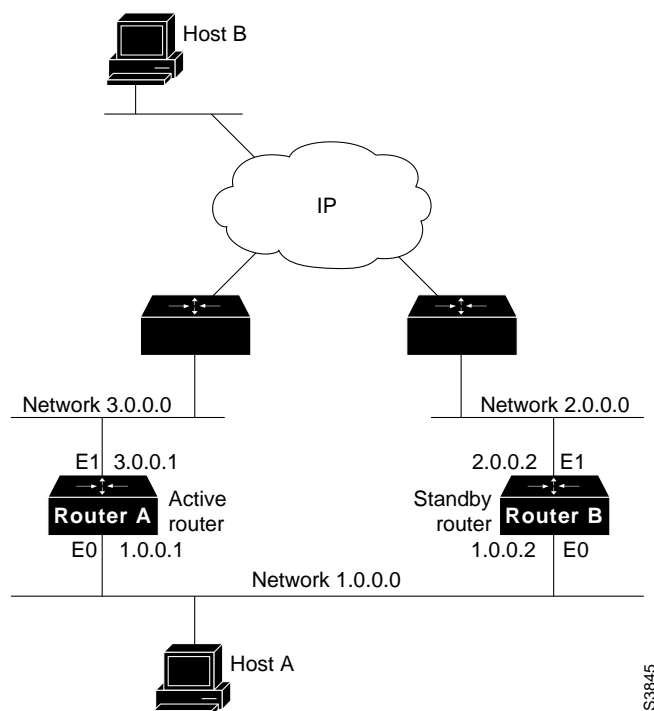 Host B
IP
Network 3.0.0.0
Network 2.0.0.0
E1 3.0.0.1
2.0.0.2 E1
Router A
Active
router
Standby
router
Router B
E0 1.0.0.1
1.0.0.2 E0
Network 1.0.0.0
Host A
S3845